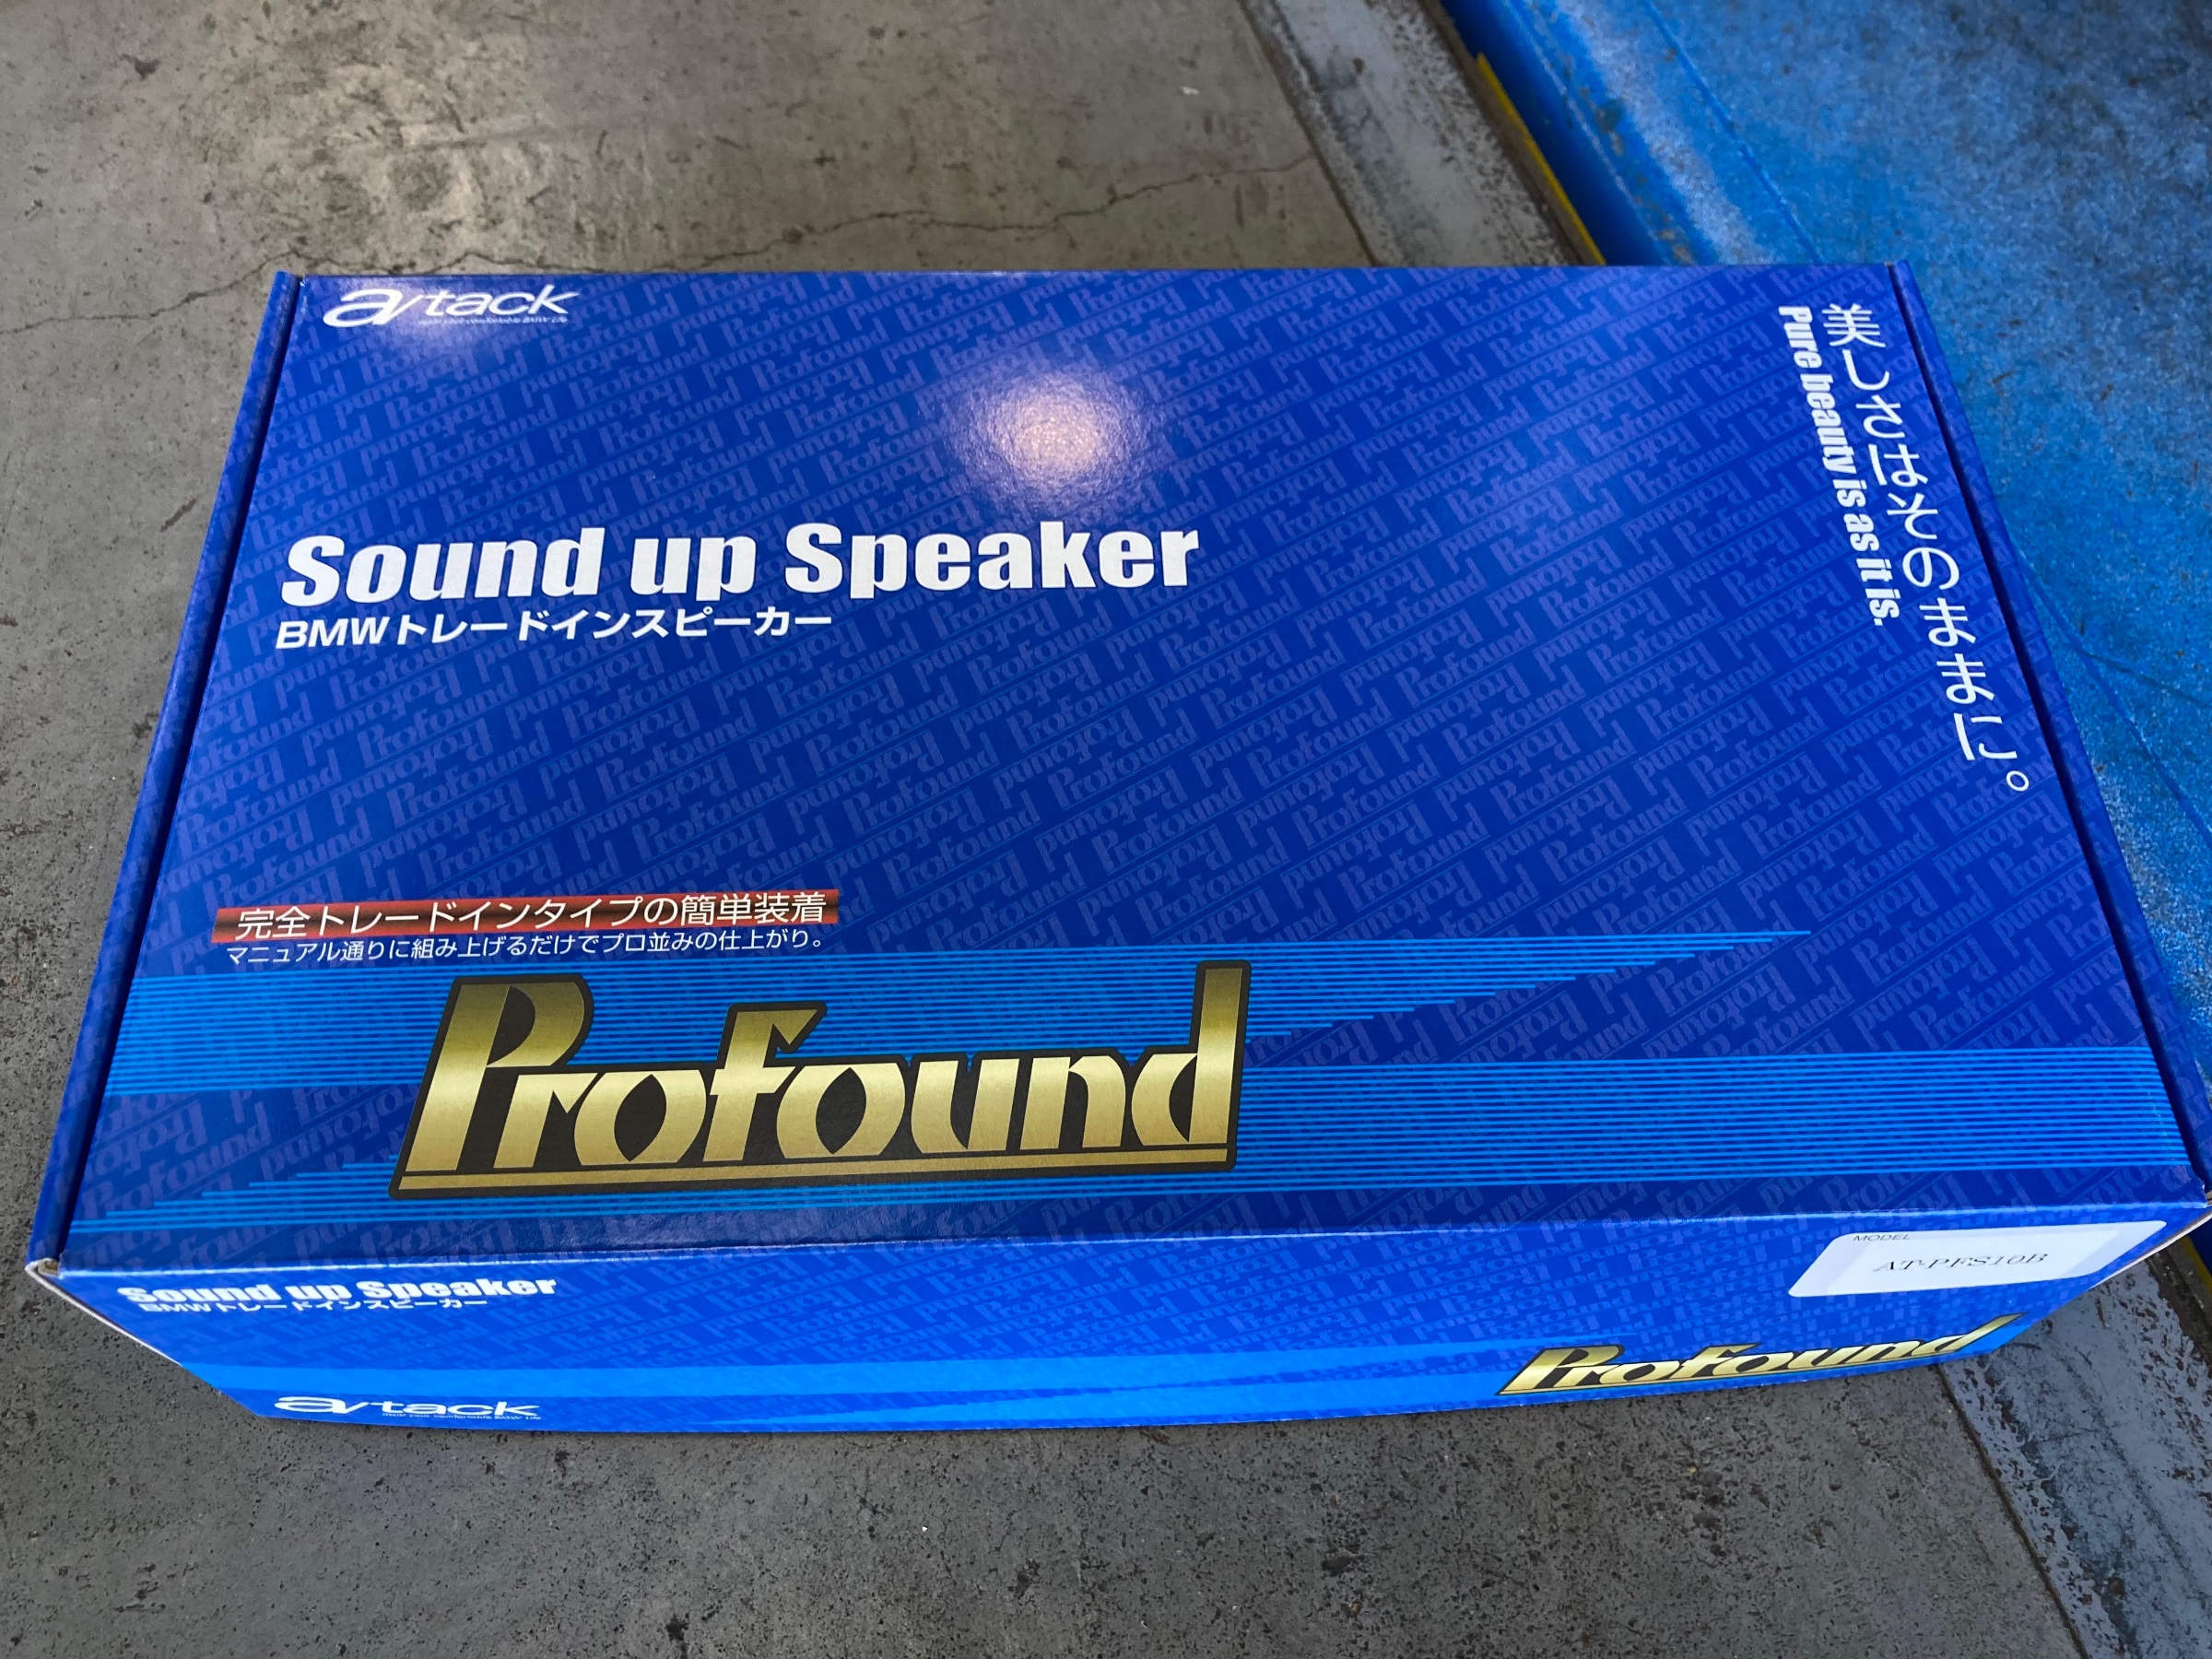 a/tack
Sound up Speaker
BMWトレードインスピーカー
美しさはそのままに。
Pure beauty is as it is.
完全トレードインタイプの簡単装着
マニュアル通りに組み上げるだけでプロ並みの仕上がり。
Profound
MODEL
AT-PFS10B
Sound up Speaker
BMWトレードインスピーカー
Profound
a/tack